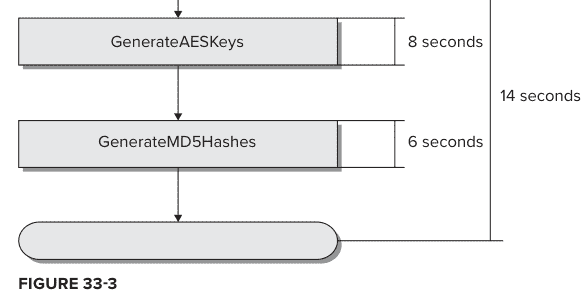 GenerateAESKeys
8 seconds
14 seconds
GenerateMD5Hashes
6 seconds
FIGURE 33-3